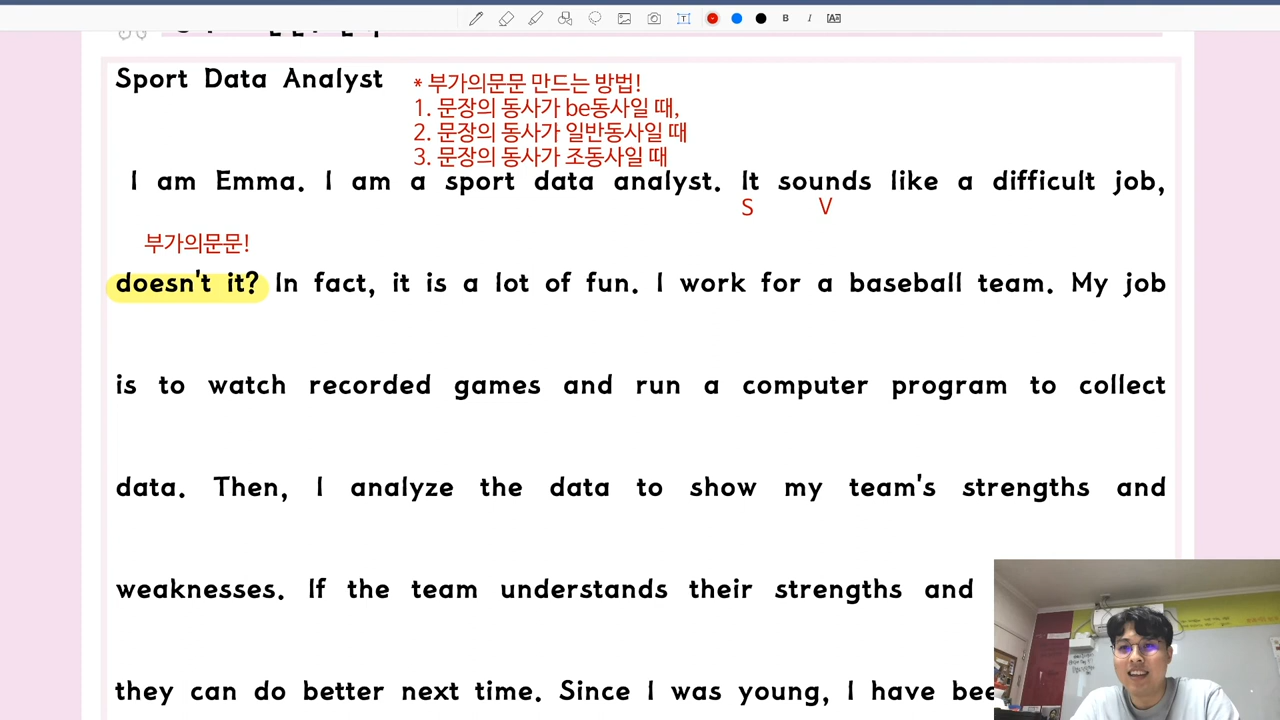 Sport Data Analyst
* 부가의문문 만드는 방법!
1. 문장의 동사가 be동사일 때,
2. 문장의 동사가 일반동사일 때
3. 문장의 동사가 조동사일 때
I am Emma. I am a sport data analyst. It sounds like a difficult job,
S V
부가의문문!
doesn't it? In fact, it is a lot of fun. I work for a baseball team. My job
is to watch recorded games and run a computer program to collect
data. Then, I analyze the data to show my team's strengths and
weaknesses. If the team understands their strengths and
they can do better next time. Since I was young, I have